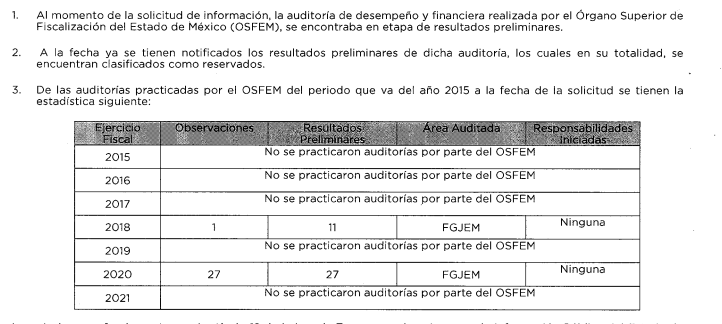 1. Al momento de la solicitud de información, la auditoría de desempeño y financiera realizada por el Órgano Superior de
Fiscalización del Estado de México (OSFEM), se encontraba en etapa de resultados preliminares.
2. A la fecha ya se tienen notificados los resultados preliminares de dicha auditoría, los cuales en su totalidad, se
encuentran clasificados como reservados.
3. De las auditorías practicadas por el OSFEM del periodo que va del año 2015 a la fecha de la solicitud se tienen la
estadística siguiente:
Ejercicio Fiscal Observaciones Resultados Preliminares Área Auditada Responsabilidades Iniciadas
2015 No se practicaron auditorías por parte del OSFEM
2016 No se practicaron auditorías por parte del OSFEM
2017 No se practicaron auditorías por parte del OSFEM
2018 1 11 FGJEM Ninguna
2019 No se practicaron auditorías por parte del OSFEM
2020 27 27 FGJEM Ninguna
2021 No se practicaron auditorías por parte del OSFEM